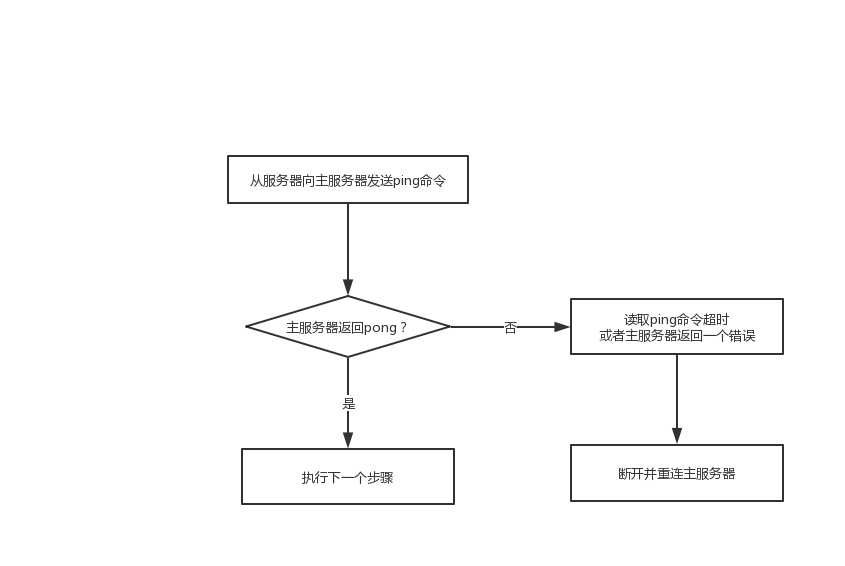 从服务器向主服务器发送ping命令
主服务器返回pong？
否
读取ping命令超时
或者主服务器返回一个错误
是
执行下一个步骤
断开并重连主服务器